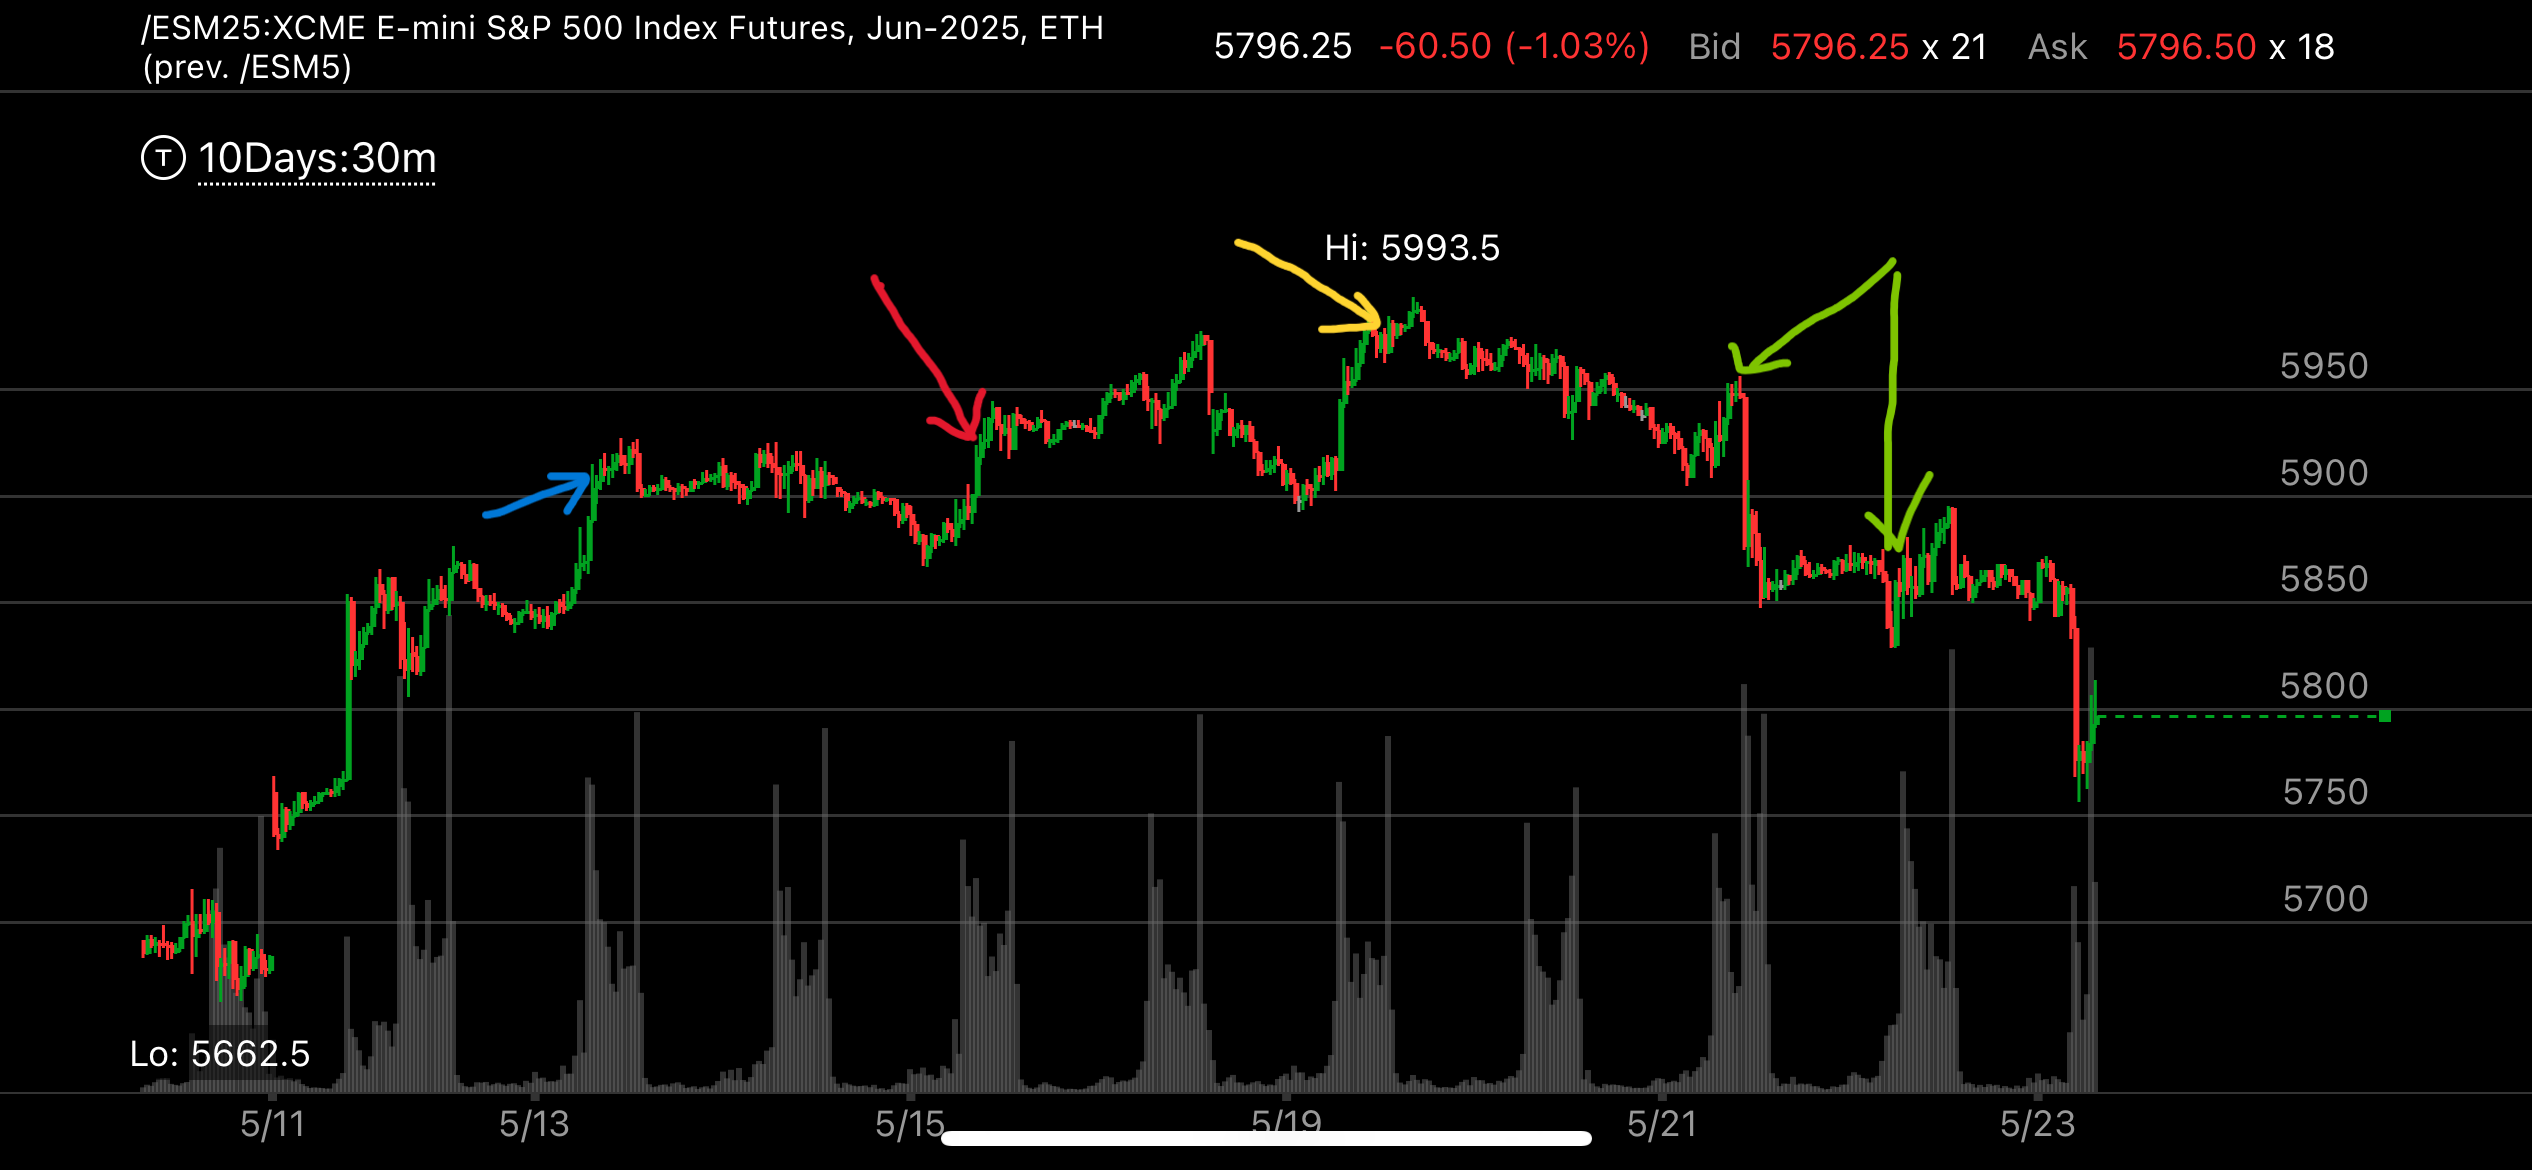 /ESM25:XCME E-mini S&P 500 Index Futures, Jun-2025, ETH
(prev. /ESM5)
5796.25 -60.50 (-1.03%) Bid 5796.25 x 21 Ask 5796.50 x 18
T 10Days:30m
Hi: 5993.5
5950
5900
5850
5800
5750
5700
Lo: 5662.5
5/11 5/13 5/15 5/19 5/21 5/23